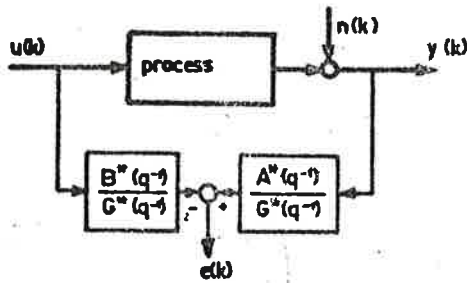 n(k)
u(k)
process
y(k)
B*(q⁻¹)
G*(q⁻¹)
- +
A*(q⁻¹)
G*(q⁻¹)
e(k)